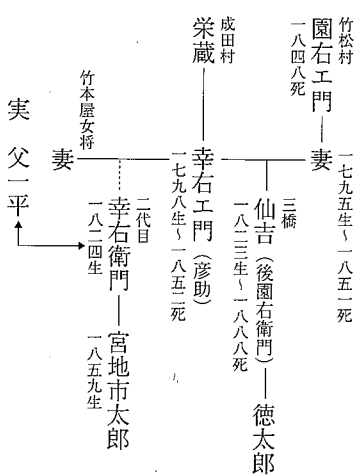 竹松村
園右エ門
一八四八死
妻
一七九五生～一八五一死
成田村
栄蔵
幸右エ門（彦助）
一七九八生～一八五二死
三橋
仙吉（後園右衛門）
一八二三生～一八八八死
徳太郎
竹本屋女将
妻
二代目
幸右衛門
一八二四生
宮地市太郎
一八五九生
実父一平